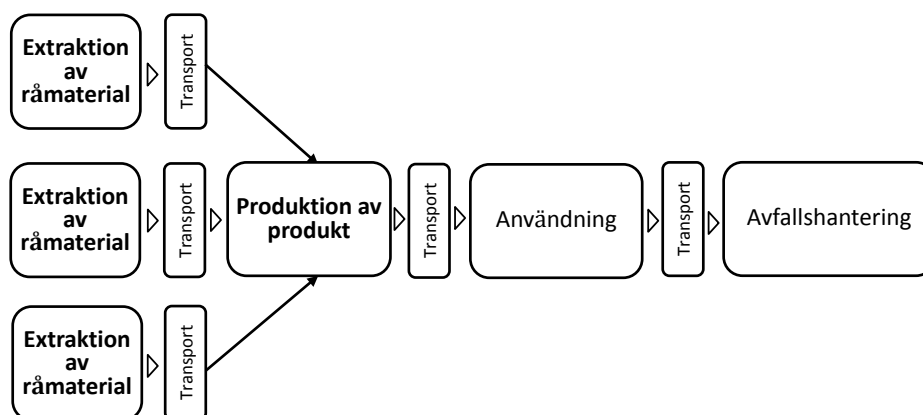 Extraktion
av
råmaterial
Transport
Extraktion
av
råmaterial
Transport
Produktion av
produkt
Transport
Användning
Transport
Avfallshantering
Extraktion
av
råmaterial
Transport